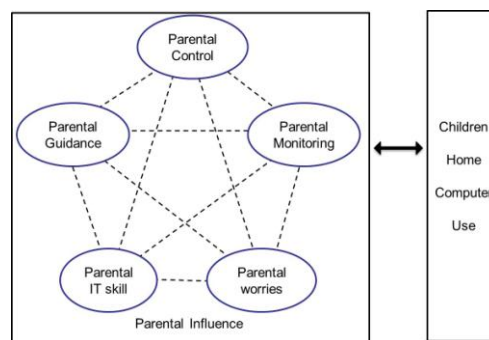 Parental
Control
Parental
Guidance
Parental
Monitoring
Parental
IT skill
Parental
worries
Parental Influence
Children
Home
Computer
Use